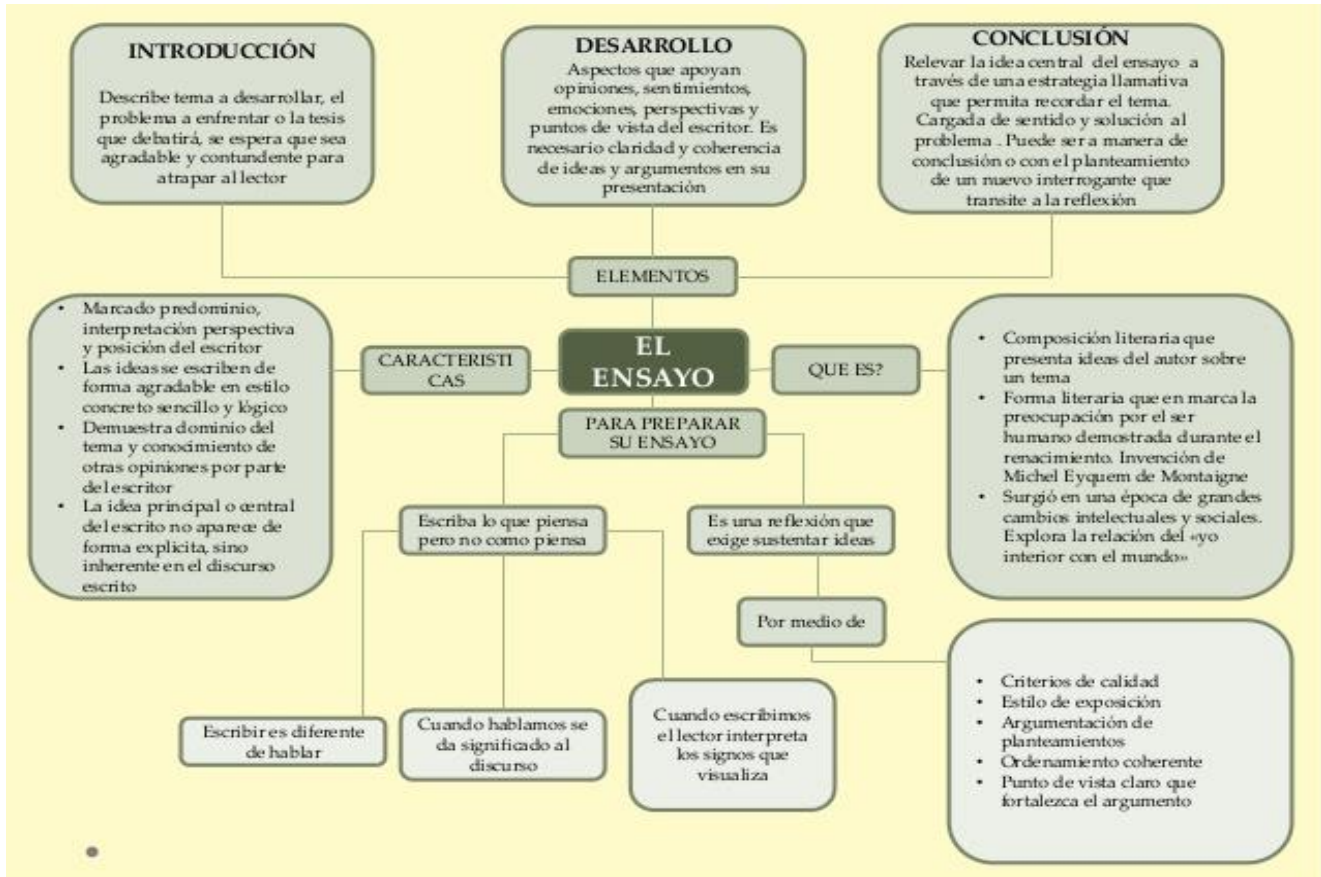 INTRODUCCIÓN
Describe tema a desarrollar, el
problema a enfrentar o la tesis
que debatirá, se espera que sea
agradable y contundente para
atrapar al lector
DESARROLLO
Aspectos que apoyan
opiniones, sentimientos,
emociones, perspectivas y
puntos de vista del escritor. Es
necesario claridad y coherencia
de ideas y argumentos en su
presentación
CONCLUSIÓN
Relevar la idea central del ensayo a
través de una estrategia llamativa
que permita recordar el tema.
Cargada de sentido y solución al
problema . Puede ser a manera de
conclusión o con el planteamiento
de un nuevo interrogante que
transite a la reflexión
ELEMENTOS
• Marcado predominio,
interpretación perspectiva
y posición del escritor
• Las ideas se escriben de
forma agradable en estilo
concreto sencillo y lógico
• Demuestra dominio del
tema y conocimiento de
otras opiniones por parte
del escritor
• La idea principal o central
del escrito no aparece de
forma explicita, sino
inherente en el discurso
escrito
CARACTERISTI
CAS
EL
ENSAYO
QUE ES?
• Composición literaria que
presenta ideas del autor sobre
un tema
• Forma literaria que en marca la
preocupación por el ser
humano demostrada durante el
renacimiento. Invención de
Michel Eyquem de Montaigne
• Surgió en una época de grandes
cambios intelectuales y sociales.
Explora la relación del «yo
interior con el mundo»
PARA PREPARAR
SU ENSAYO
Escriba lo que piensa
pero no como piensa
Es una reflexión que
exige sustentar ideas
Por medio de
Escribir es diferente
de hablar
Cuando hablamos se
da significado al
discurso
Cuando escribimos
el lector interpreta
los signos que
visualiza
• Criterios de calidad
• Estilo de exposición
• Argumentación de
planteamientos
• Ordenamiento coherente
• Punto de vista claro que
fortalezca el argumento